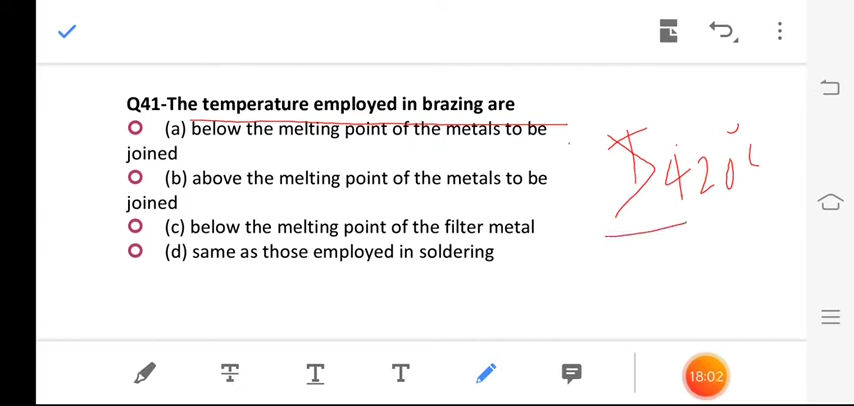 Q41-The temperature employed in brazing are
(a) below the melting point of the metals to be
joined
(b) above the melting point of the metals to be
joined
(c) below the melting point of the filter metal
(d) same as those employed in soldering
420°C
T T T
18:02